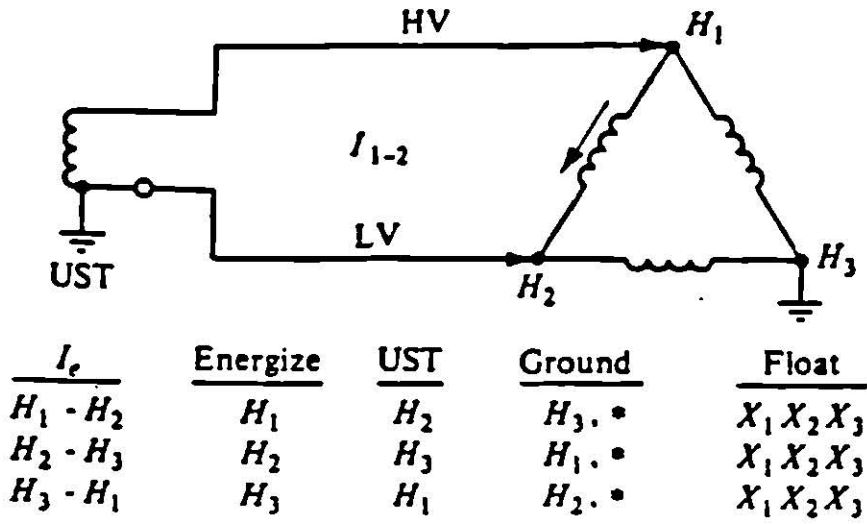 HV
H₁
I₁₋₂
LV
UST
H₂
H₃
Iₑ Energize UST Ground Float
H₁ - H₂ H₁ H₂ H₃. * X₁ X₂ X₃
H₂ - H₃ H₂ H₃ H₁. * X₁ X₂ X₃
H₃ - H₁ H₃ H₁ H₂. * X₁ X₂ X₃